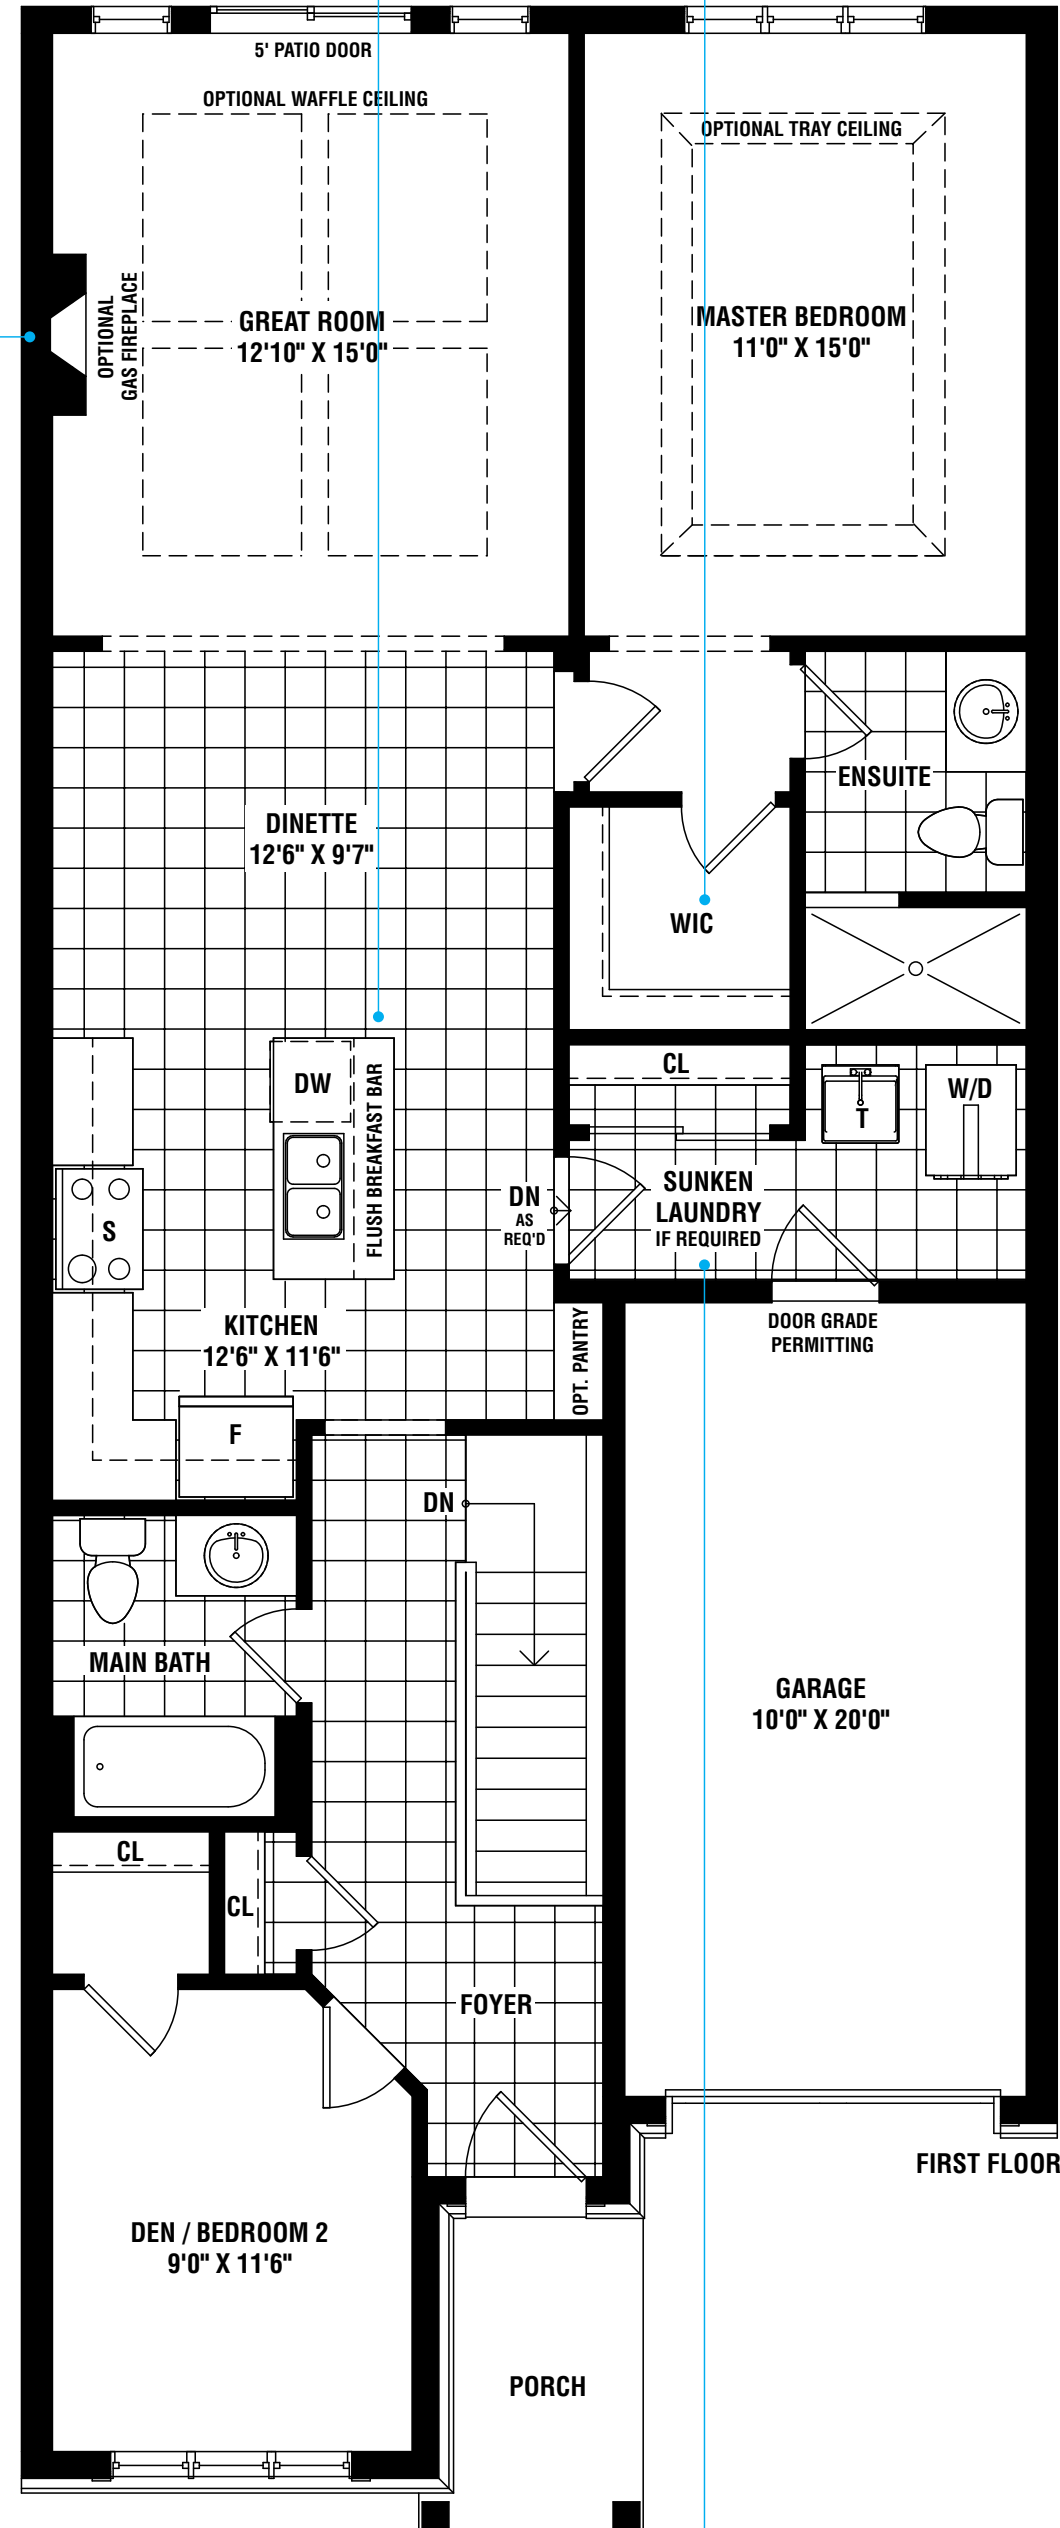 5' PATIO DOOR
OPTIONAL WAFFLE CEILING
OPTIONAL TRAY CEILING
OPTIONAL
GAS FIREPLACE
GREAT ROOM
12'10" X 15'0"
MASTER BEDROOM
11'0" X 15'0"
ENSUITE
DINETTE
12'6" X 9'7"
WIC
CL
DW
FLUSH BREAKFAST BAR
T
W/D
S
DN
AS
REQ'D
SUNKEN
LAUNDRY
IF REQUIRED
KITCHEN
12'6" X 11'6"
OPT. PANTRY
DOOR GRADE
PERMITTING
F
DN
MAIN BATH
GARAGE
10'0" X 20'0"
CL
CL
FOYER
FIRST FLOOR
DEN / BEDROOM 2
9'0" X 11'6"
PORCH